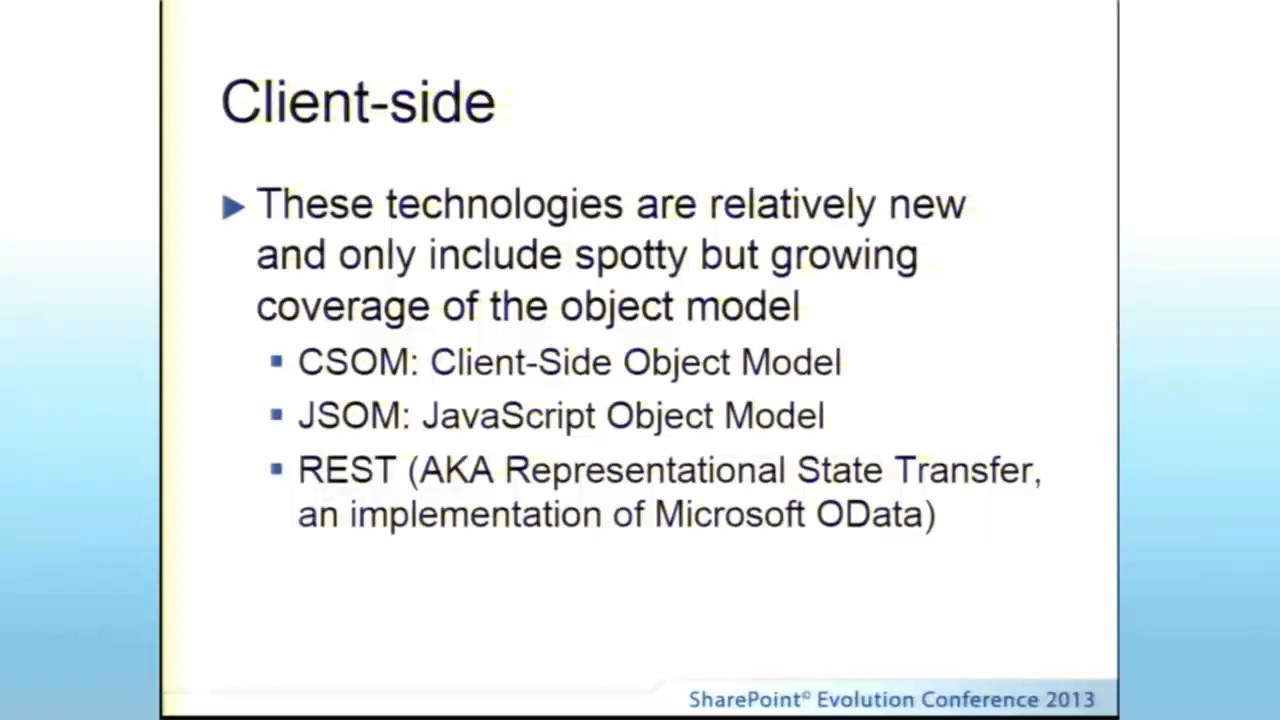 Client-side
These technologies are relatively new
and only include spotty but growing
coverage of the object model
CSOM: Client-Side Object Model
JSOM: JavaScript Object Model
REST (AKA Representational State Transfer,
an implementation of Microsoft OData)
SharePoint© Evolution Conference 2013